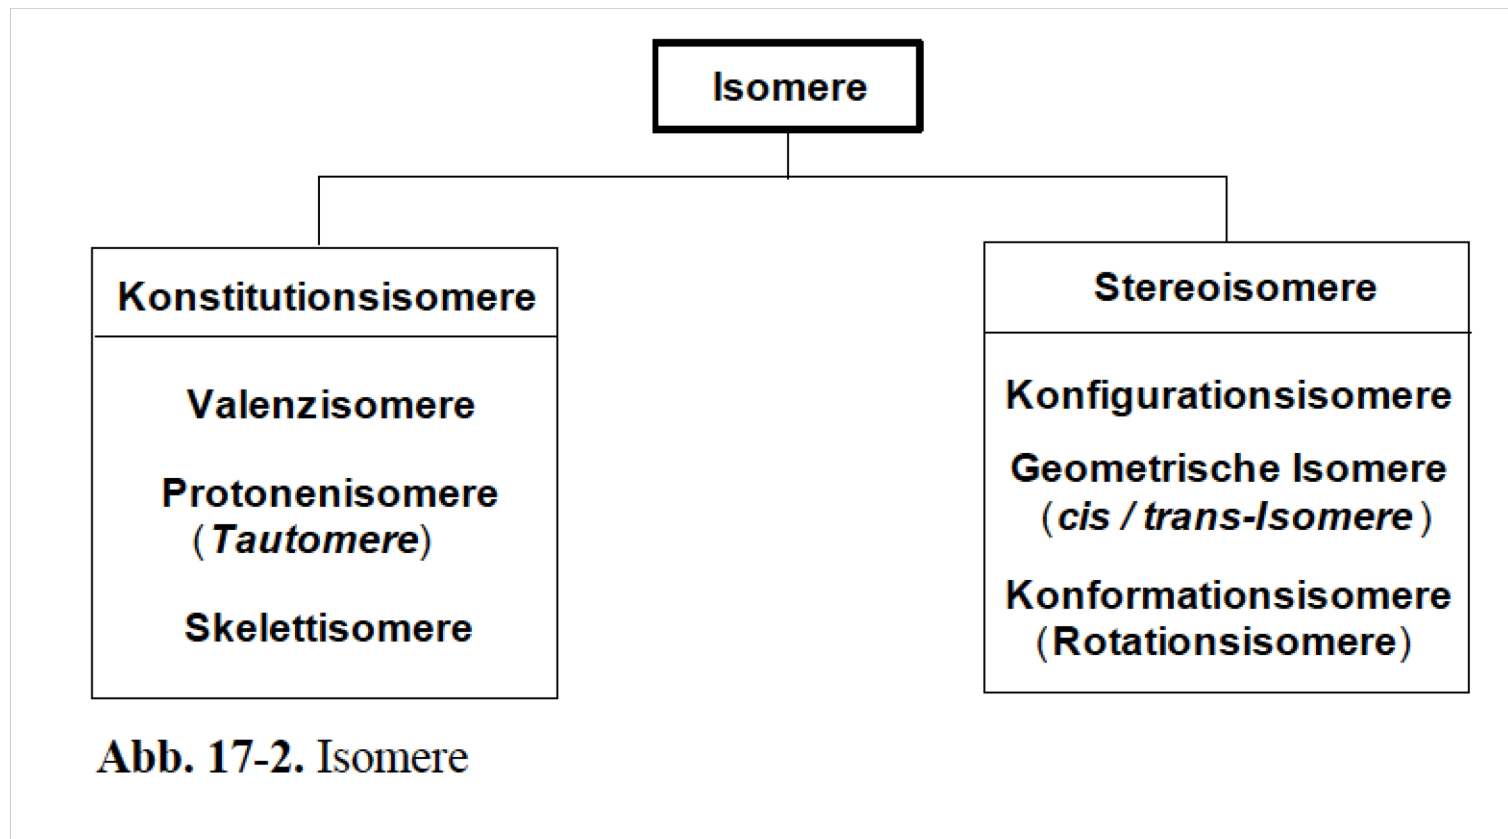 Isomere
Konstitutionsisomere
Valenzisomere
Protonenisomere
(Tautomere)
Skelettisomere
Stereoisomere
Konfigurationsisomere
Geometrische Isomere
(cis / trans-Isomere)
Konformationsisomere
(Rotationsisomere)
Abb. 17-2. Isomere